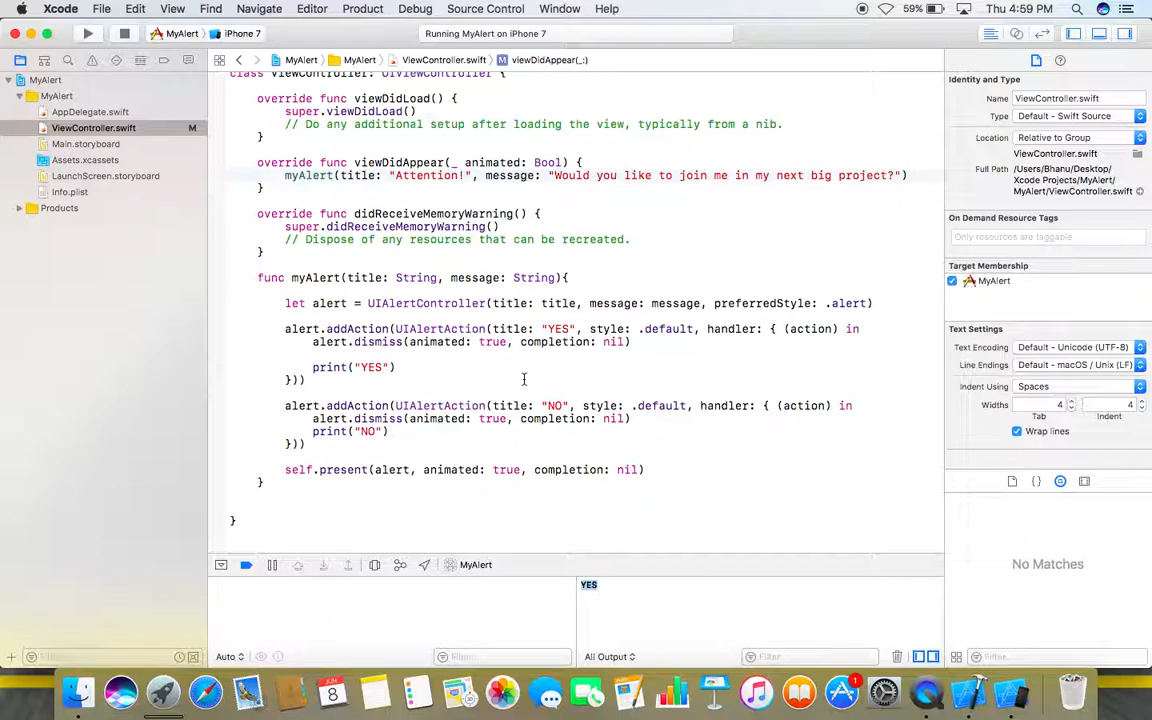 Xcode File Edit View Find Navigate Editor Product Debug Source Control Window Help 59% Thu 4:59 PM
MyAlert iPhone 7 Running MyAlert on iPhone 7
MyAlert MyAlert ViewController.swift viewDidAppear(_:)
MyAlert
MyAlert
AppDelegate.swift
ViewController.swift M
Main.storyboard
Assets.xcassets
LaunchScreen.storyboard
Info.plist
Products
Filter
class ViewController: UIViewController {
override func viewDidLoad() {
super.viewDidLoad()
// Do any additional setup after loading the view, typically from a nib.
}
override func viewDidAppear(_ animated: Bool) {
myAlert(title: "Attention!", message: "Would you like to join me in my next big project?")
}
override func didReceiveMemoryWarning() {
super.didReceiveMemoryWarning()
// Dispose of any resources that can be recreated.
}
func myAlert(title: String, message: String){
let alert = UIAlertController(title: title, message: message, preferredStyle: .alert)
alert.addAction(UIAlertAction(title: "YES", style: .default, handler: { (action) in
alert.dismiss(animated: true, completion: nil)
print("YES")
}))
alert.addAction(UIAlertAction(title: "NO", style: .default, handler: { (action) in
alert.dismiss(animated: true, completion: nil)
print("NO")
}))
self.present(alert, animated: true, completion: nil)
}
}
MyAlert
YES
Auto Filter All Output Filter
Identity and Type
Name ViewController.swift
Type Default - Swift Source
Location Relative to Group
ViewController.swift
Full Path /Users/Bhanu/Desktop/
Xcode Projects/MyAlert/
MyAlert/ViewController.swift
On Demand Resource Tags
Only resources are taggable
Target Membership
MyAlert
Text Settings
Text Encoding Default - Unicode (UTF-8)
Line Endings Default - macOS / Unix (LF)
Indent Using Spaces
Widths 4 4
Tab Indent
Wrap lines
No Matches
Filter
8
1